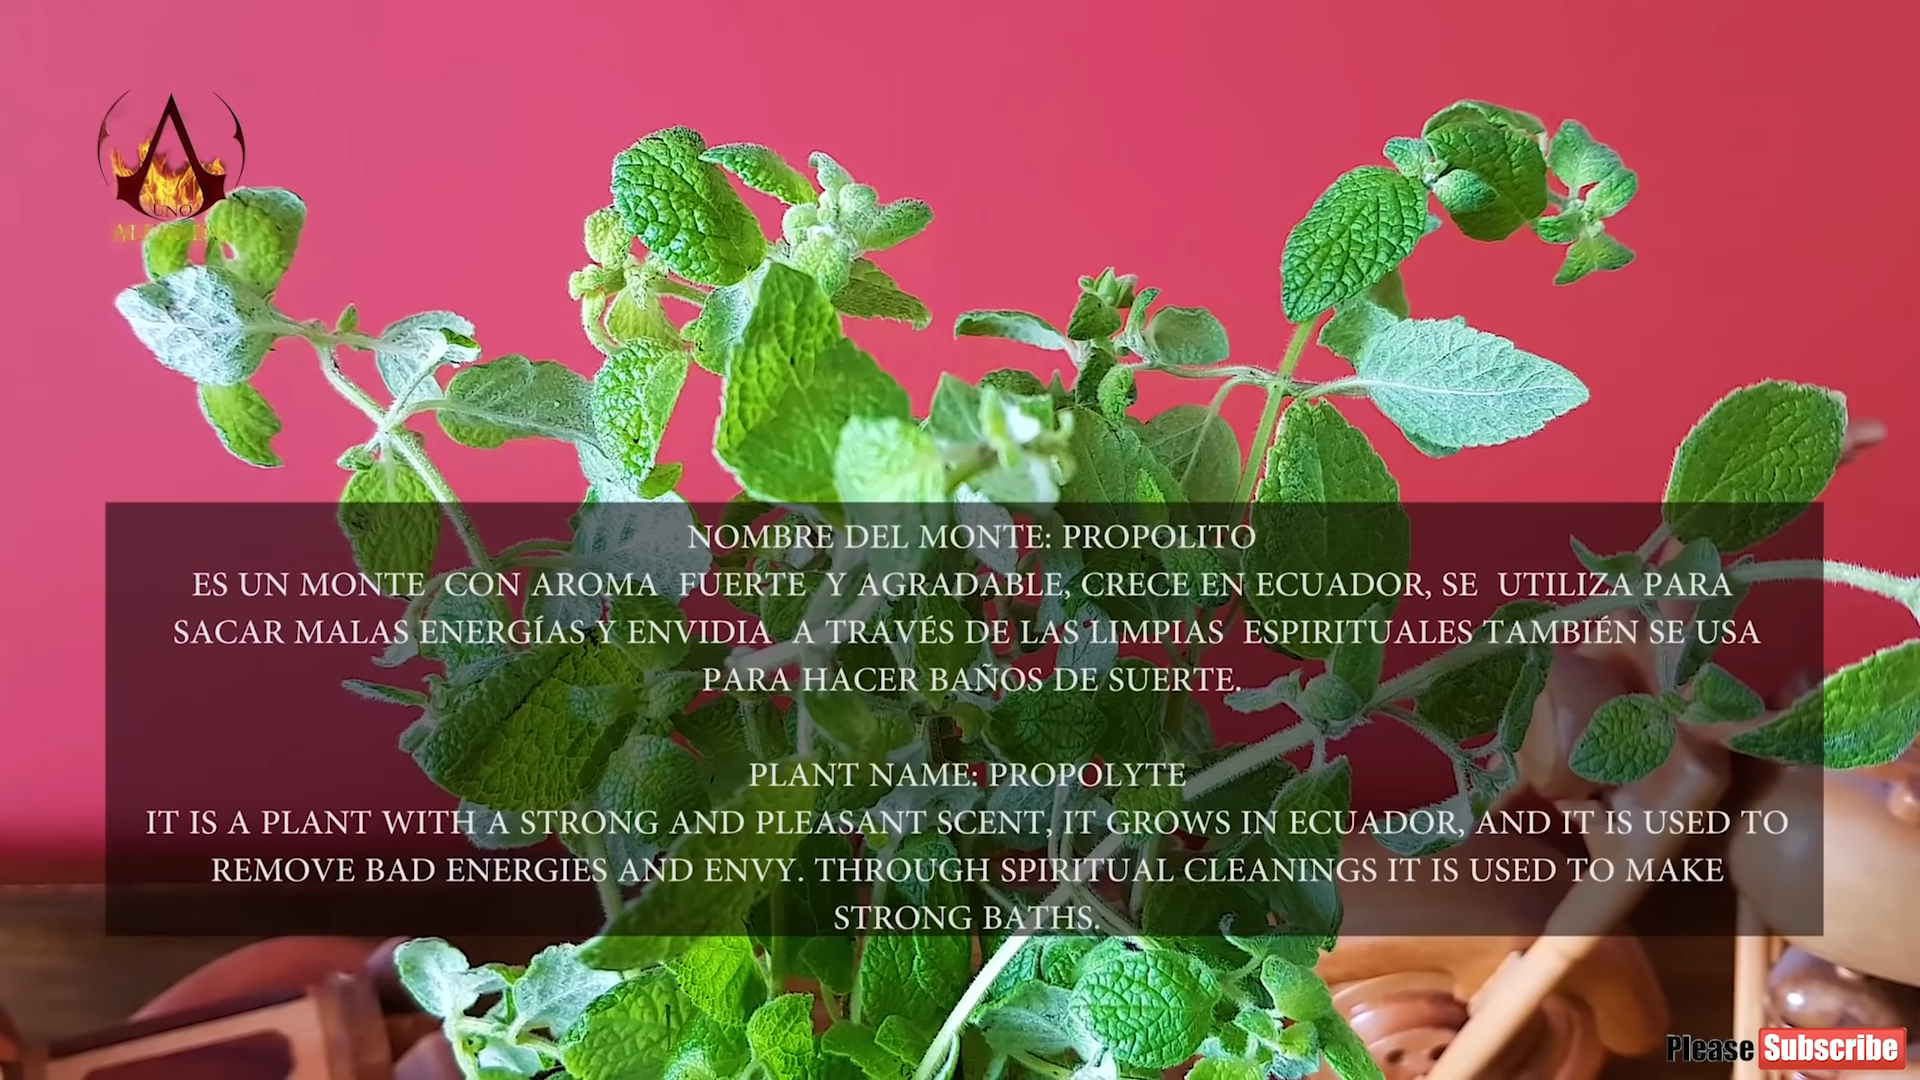 UNO
NOMBRE DEL MONTE: PROPOLITO
ES UN MONTE CON AROMA FUERTE Y AGRADABLE, CRECE EN ECUADOR, SE UTILIZA PARA
SACAR MALAS ENERGÍAS Y ENVIDIA A TRAVÉS DE LAS LIMPIAS ESPIRITUALES TAMBIÉN SE USA
PARA HACER BAÑOS DE SUERTE.
PLANT NAME: PROPOLYTE
IT IS A PLANT WITH A STRONG AND PLEASANT SCENT, IT GROWS IN ECUADOR, AND IT IS USED TO
REMOVE BAD ENERGIES AND ENVY. THROUGH SPIRITUAL CLEANINGS IT IS USED TO MAKE
STRONG BATHS.
Please Subscribe